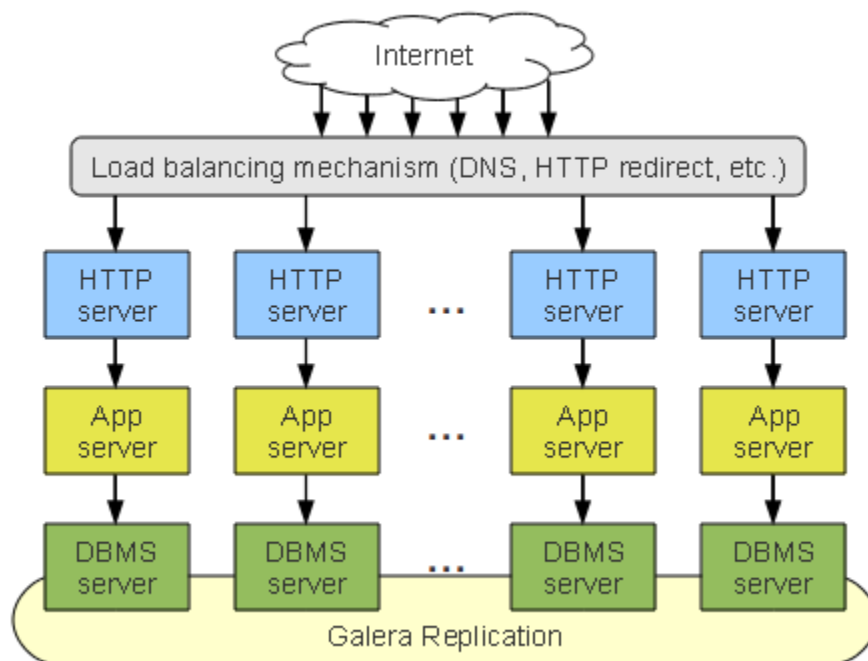 Internet
Load balancing mechanism (DNS, HTTP redirect, etc.)
HTTP server
HTTP server
...
HTTP server
HTTP server
App server
App server
...
App server
App server
DBMS server
DBMS server
...
DBMS server
DBMS server
Galera Replication